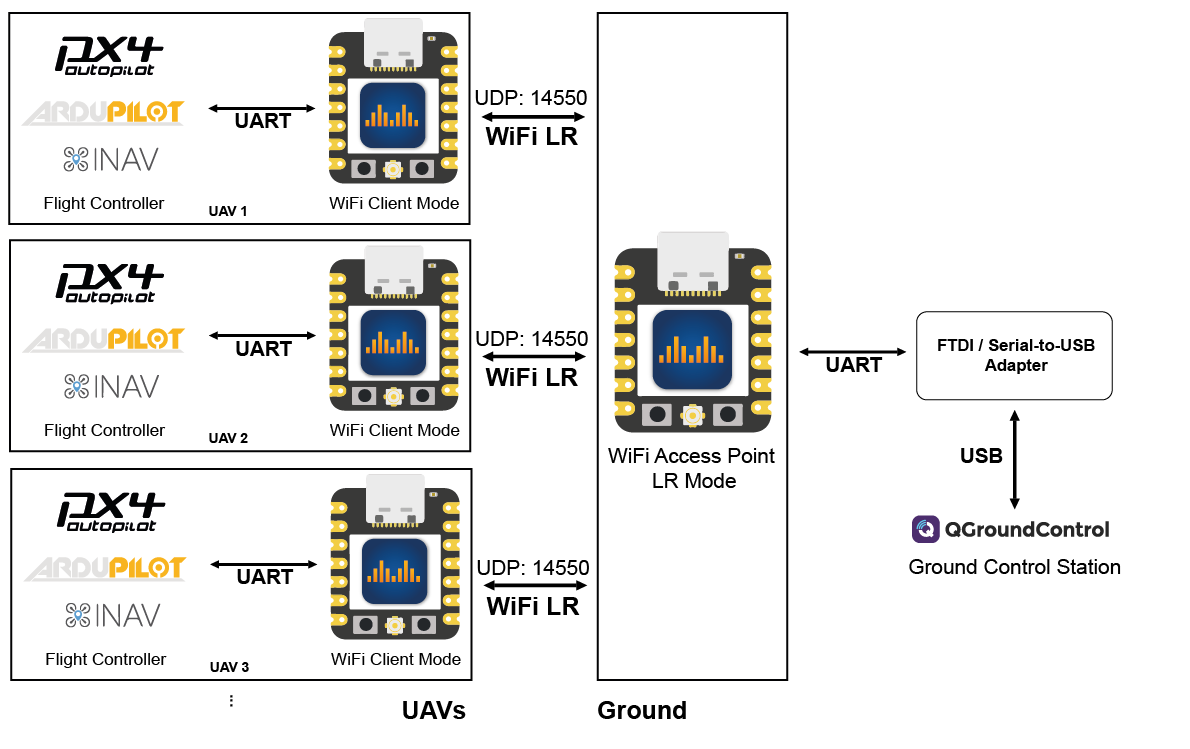 px4
autopilot
ARDUPILOT
INAV
Flight Controller
UART
UAV 1
WiFi Client Mode
UDP: 14550
WiFi LR
px4
autopilot
ARDUPILOT
INAV
Flight Controller
UART
UAV 2
WiFi Client Mode
UDP: 14550
WiFi LR
px4
autopilot
ARDUPILOT
INAV
Flight Controller
UART
UAV 3
WiFi Client Mode
UDP: 14550
WiFi LR
⋮
UAVs
WiFi Access Point
LR Mode
Ground
UART
FTDI / Serial-to-USB
Adapter
USB
QGroundControl
Ground Control Station